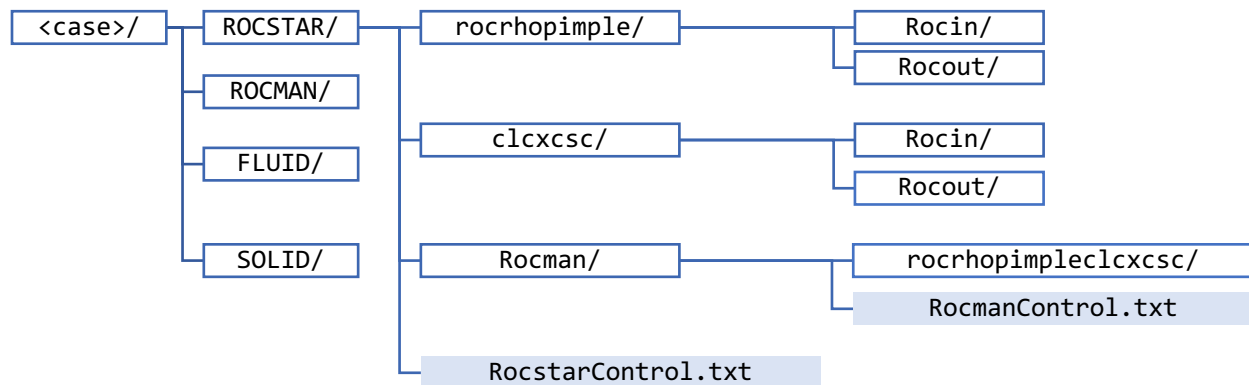 <case>/
ROCSTAR/
rocrhopimple/
Rocin/
Rocout/
ROCMAN/
clcxcsc/
Rocin/
FLUID/
Rocout/
SOLID/
Rocman/
rocrhopimpleclcxcsc/
RocmanControl.txt
RocstarControl.txt